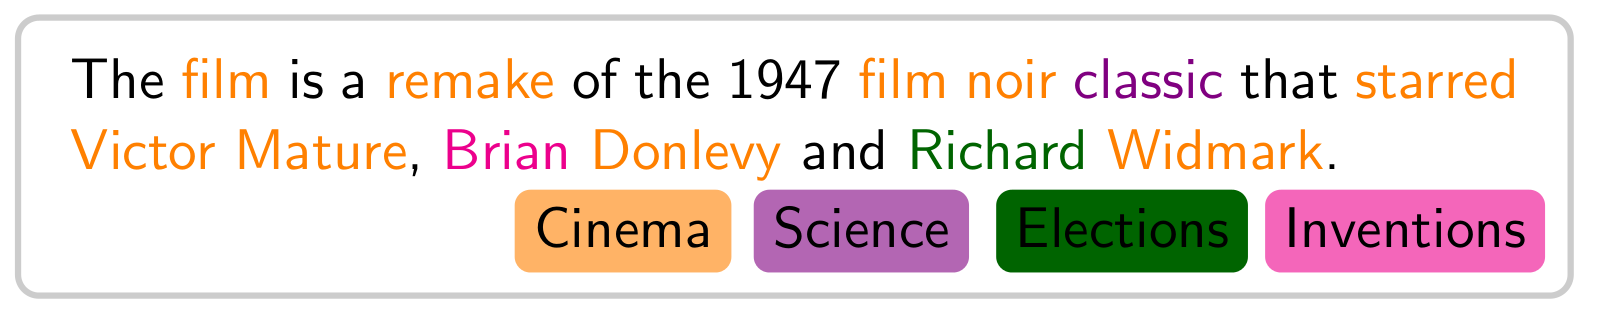 The film is a remake of the 1947 film noir classic that starred
Victor Mature, Brian Donlevy and Richard Widmark.
Cinema Science Elections Inventions